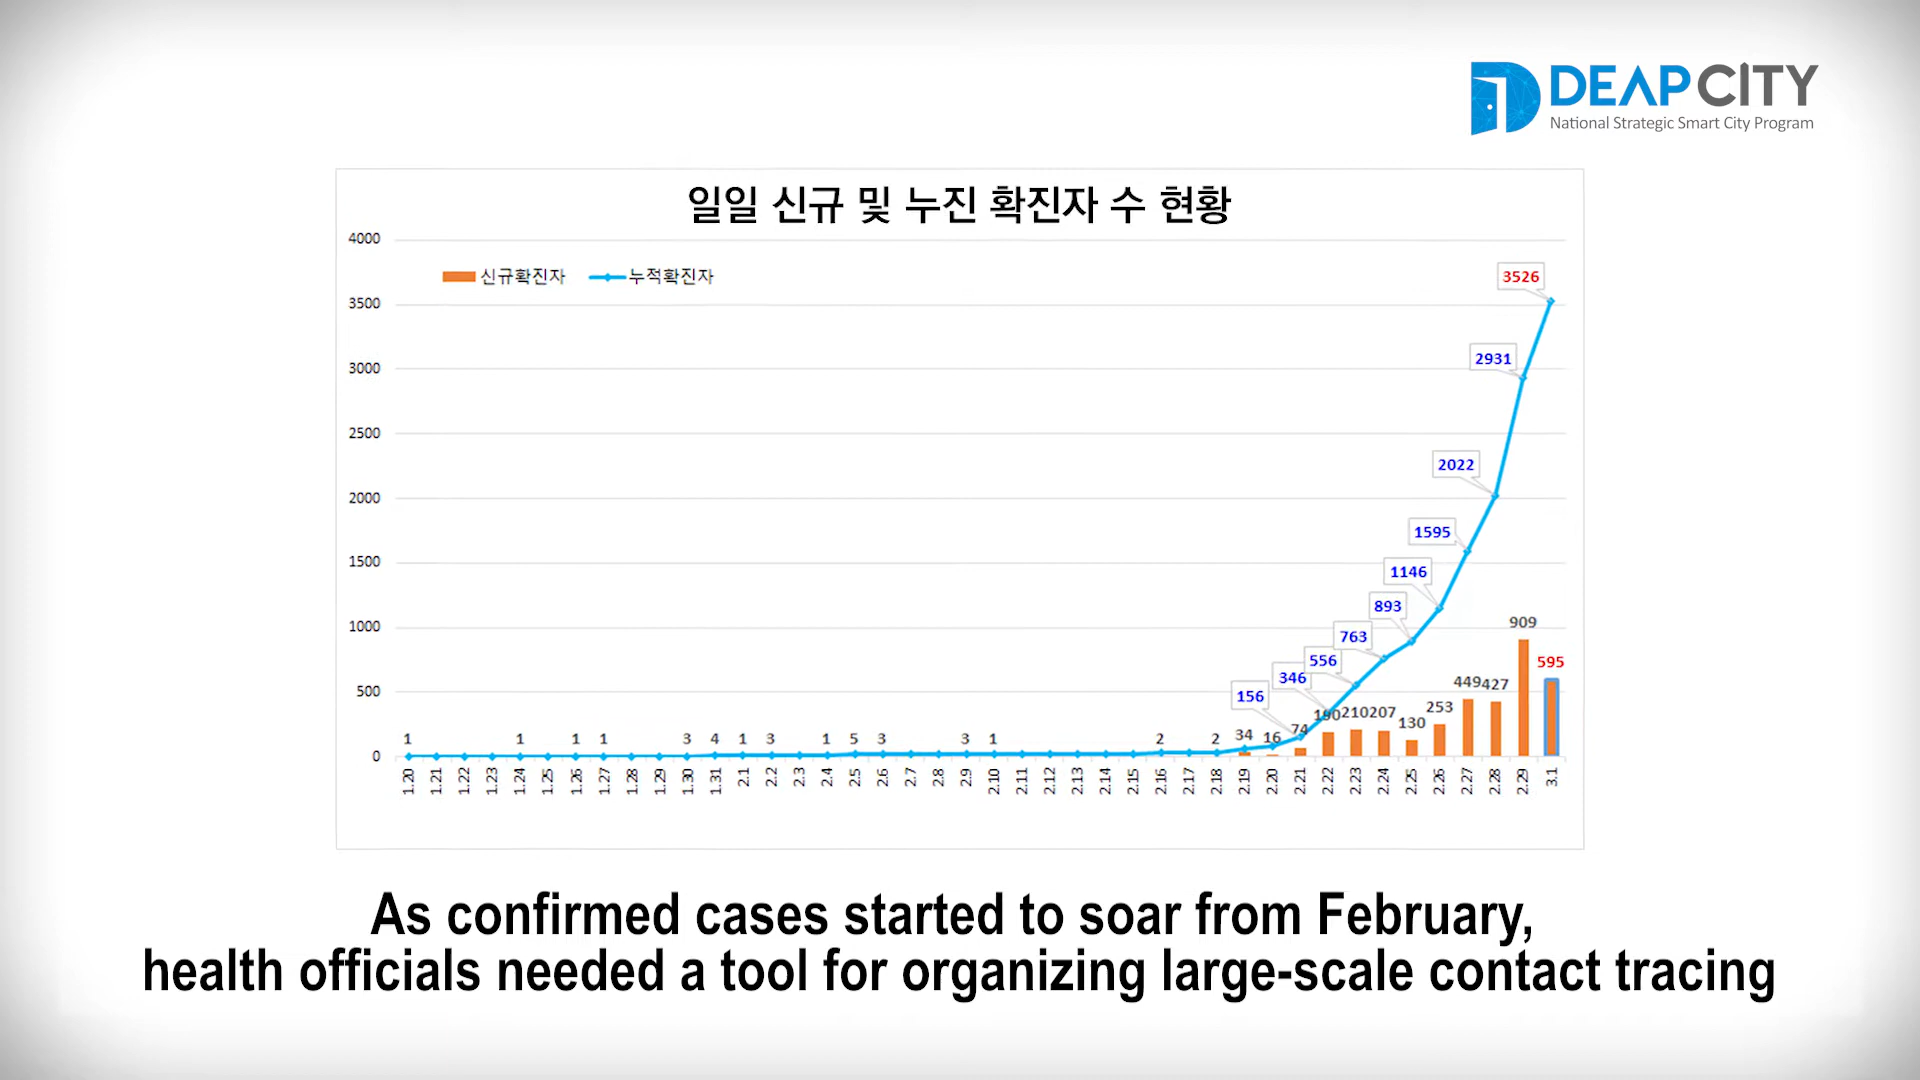 DEAP CITY
National Strategic Smart City Program
일일 신규 및 누진 확진자 수 현황
신규확진자 누적확진자
4000
3500
3000
2500
2000
1500
1000
500
0
3526
2931
2022
1595
1146
893
763
556
346
156
909
595
1 1 1 1 3 4 1 3 1 5 3 3 1 2 2 34 16 74 190 210 207 130 253 449 427
1.20 1.21 1.22 1.23 1.24 1.25 1.26 1.27 1.28 1.29 1.30 1.31 2.1 2.2 2.3 2.4 2.5 2.6 2.7 2.8 2.9 2.10 2.11 2.12 2.13 2.14 2.15 2.16 2.17 2.18 2.19 2.20 2.21 2.22 2.23 2.24 2.25 2.26 2.27 2.28 2.29 3.1
As confirmed cases started to soar from February,
health officials needed a tool for organizing large-scale contact tracing